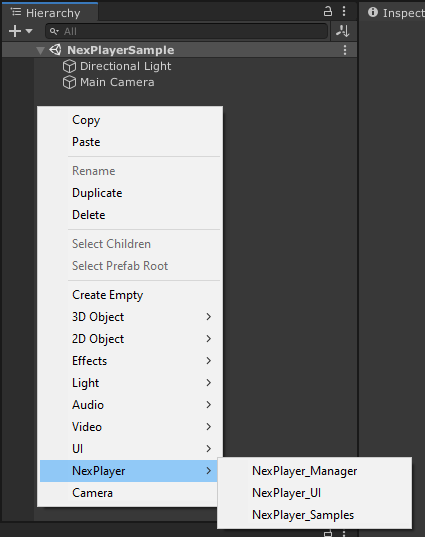 Hierarchy
Inspect
All
NexPlayerSample
Directional Light
Main Camera
Copy
Paste
Rename
Duplicate
Delete
Select Children
Select Prefab Root
Create Empty
3D Object
2D Object
Effects
Light
Audio
Video
UI
NexPlayer
NexPlayer_Manager
NexPlayer_UI
Camera
NexPlayer_Samples